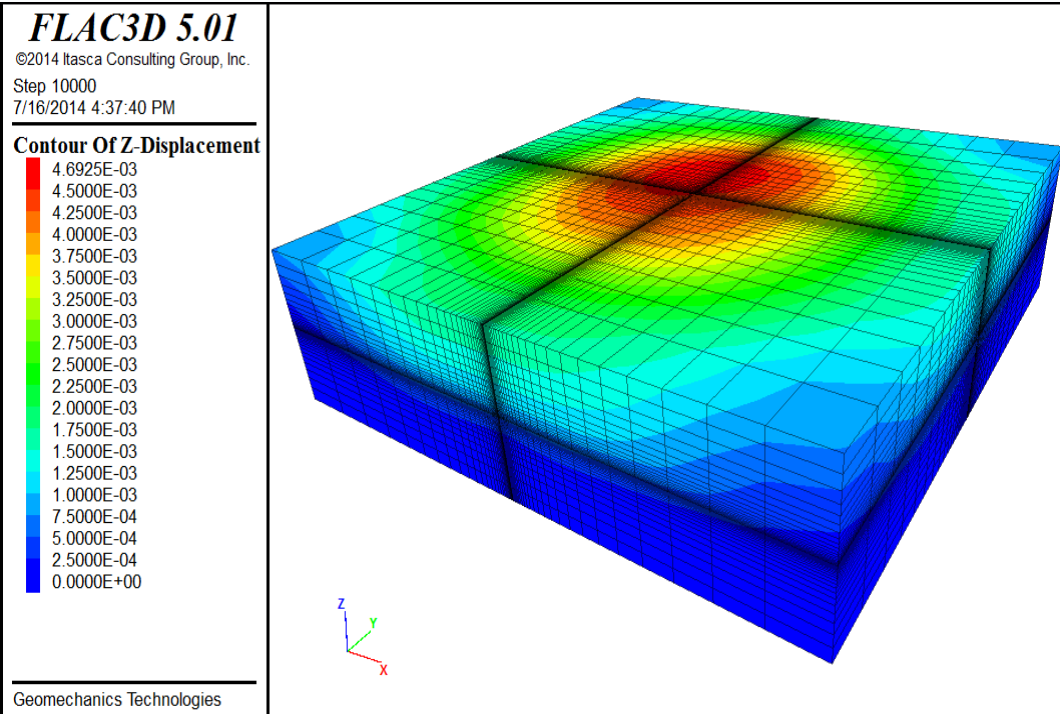 FLAC3D 5.01
©2014 Itasca Consulting Group, Inc.
Step 10000
7/16/2014 4:37:40 PM
Contour Of Z-Displacement
4.6925E-03
4.5000E-03
4.2500E-03
4.0000E-03
3.7500E-03
3.5000E-03
3.2500E-03
3.0000E-03
2.7500E-03
2.5000E-03
2.2500E-03
2.0000E-03
1.7500E-03
1.5000E-03
1.2500E-03
1.0000E-03
7.5000E-04
5.0000E-04
2.5000E-04
0.0000E+00
Z
Y
X
Geomechanics Technologies